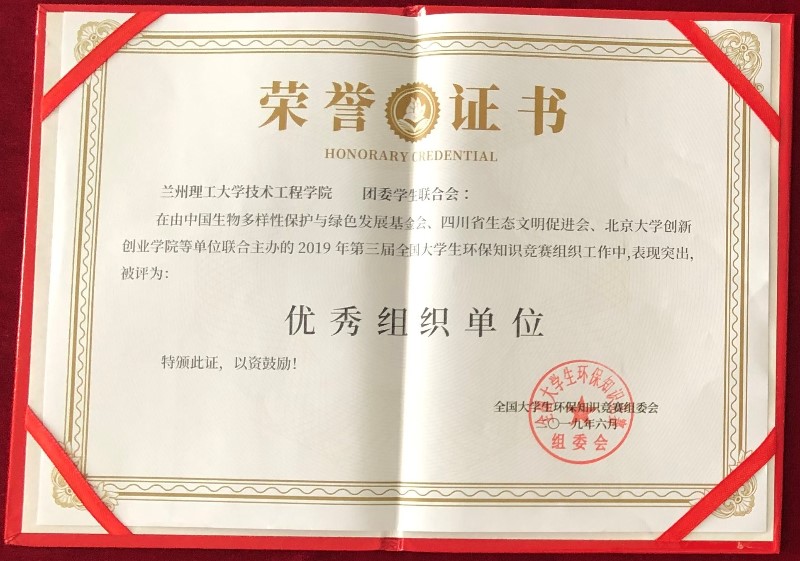 荣誉证书
HONORARY CREDENTIAL
兰州理工大学技术工程学院 团委学生联合会：
在由中国生物多样性保护与绿色发展基金会、四川省生态文明促进会、北京大学创新
创业学院等单位联合主办的 2019 年第三届全国大学生环保知识竞赛组织工作中,表现突出,
被评为:
优秀组织单位
特颁此证，以资鼓励！
全国大学生环保知识竞赛组委会
二〇一九年六月
全国大学生环保知识竞赛
组委会